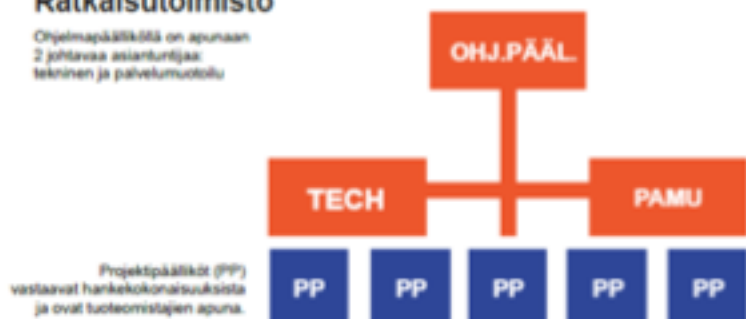 Ratkaisutoimisto
Ohjelmapäälliköllä on apunaan
2 johtavaa asiantuntijaa:
tekninen ja palvelumuotoilu
OHJ.PÄÄL.
TECH
PAMU
Projektipäälliköt (PP)
vastaavat hankekokonaisuuksista
ja ovat tuoteomistajien apuna.
PP PP PP PP PP